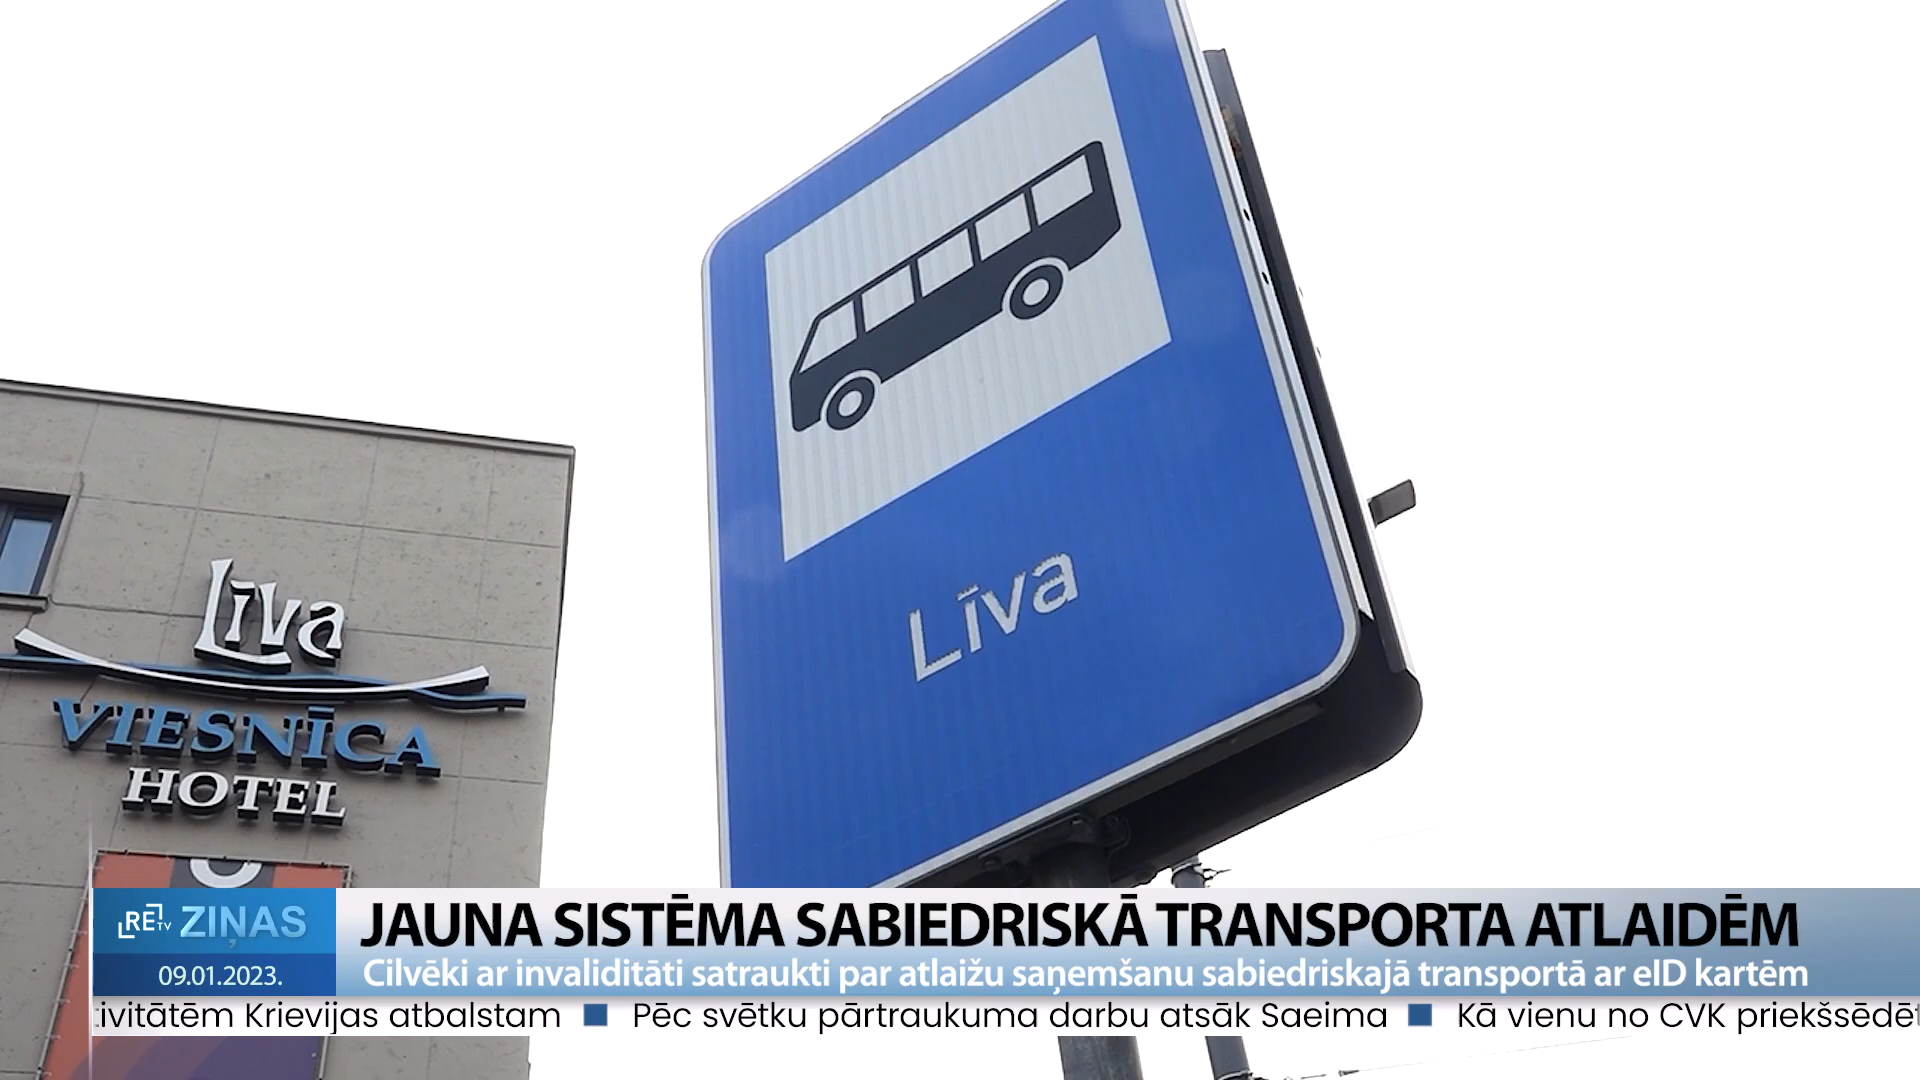 Līva
Līva
VIESNĪCA
HOTEL
RE TV ZIŅAS
JAUNA SISTĒMA SABIEDRISKĀ TRANSPORTA ATLAIDĒM
09.01.2023.
Cilvēki ar invaliditāti satraukti par atlaižu saņemšanu sabiedriskajā transportā ar eID kartēm
ivitātēm Krievijas atbalstam ■ Pēc svētku pārtraukuma darbu atsāk Saeima ■ Kā vienu no CVK priekšsēdēt